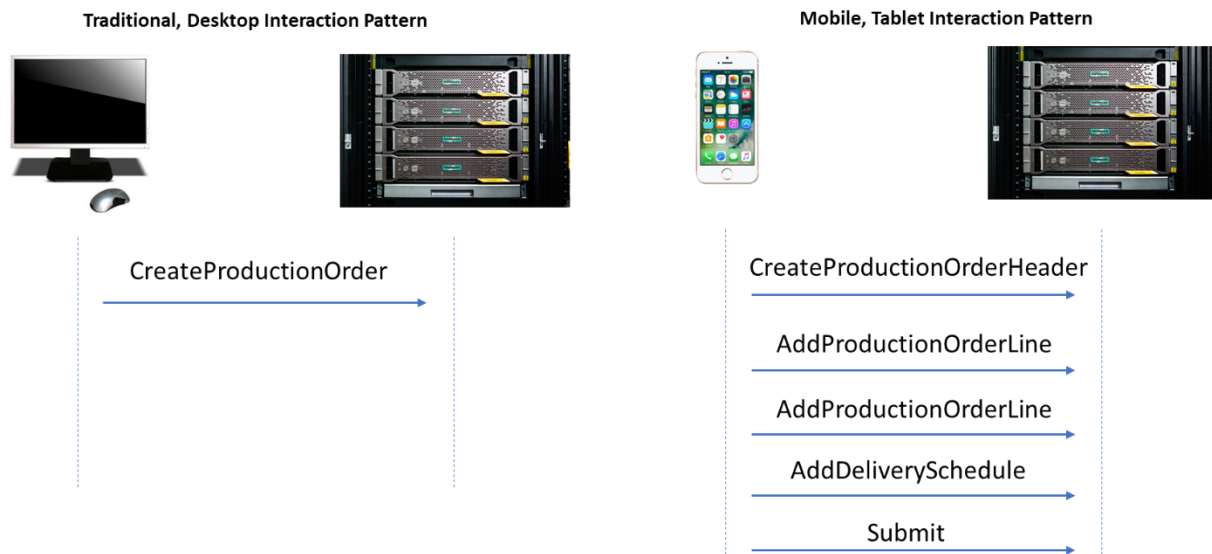 Traditional, Desktop Interaction Pattern
Mobile, Tablet Interaction Pattern
CreateProductionOrder
CreateProductionOrderHeader
AddProductionOrderLine
AddProductionOrderLine
AddDeliverySchedule
Submit